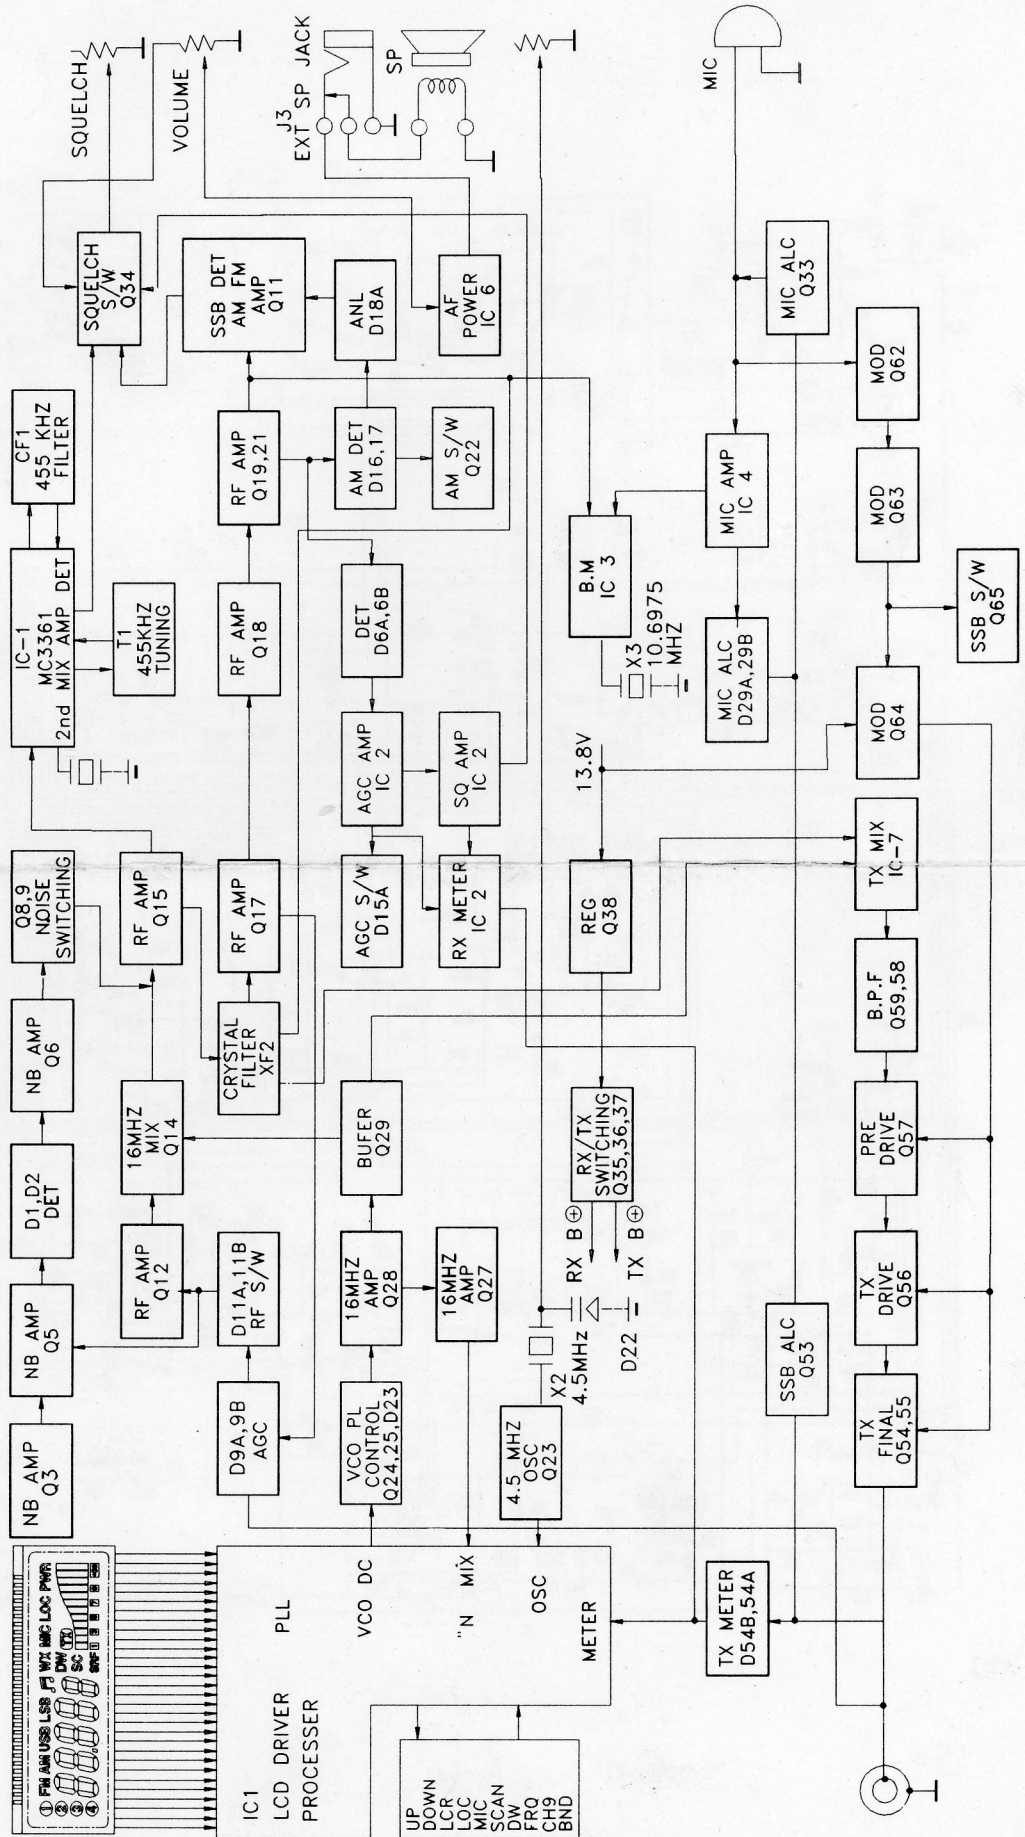 SQUELCH
VOLUME
J3
EXT SP JACK
SP
MIC
SQUELCH
S/W
Q34
SSB DET
AM FM
AMP
Q11
ANL
D18A
AF
POWER
IC 6
MIC ALC
Q33
MOD
Q62
CF1
455 KHZ
FILTER
RF AMP
Q19,21
AM DET
D16,17
AM S/W
Q22
MIC AMP
IC 4
MOD
Q63
IC-1
MC3361
2nd MIX AMP DET
T1
455KHZ
TUNING
RF AMP
Q18
DET
D6A,6B
B.M
IC 3
X3
10.6975
MHZ
MIC ALC
D29A,29B
SSB S/W
Q65
AGC AMP
IC 2
SQ AMP
IC 2
13.8V
MOD
Q64
Q8,9
NOISE
SWITCHING
RF AMP
Q15
RF AMP
Q17
AGC S/W
D15A
RX METER
IC 2
REG
Q38
TX MIX
IC-7
NB AMP
Q6
CRYSTAL
FILTER
XF2
B.P.F
Q59,58
D1,D2
DET
16MHZ
MIX
Q14
BUFER
Q29
RX/TX
SWITCHING
Q35,36,37
RX B⊕
TX B⊕
PRE
DRIVE
Q57
NB AMP
Q5
RF AMP
Q12
D11A,11B
RF S/W
16MHZ
AMP
Q28
16MHZ
AMP
Q27
X2
4.5MHz
D22
TX
DRIVE
Q56
SSB ALC
Q53
NB AMP
Q3
D9A,9B
AGC
VCO PL
CONTROL
Q24,25,D23
4.5 MHZ
OSC
Q23
TX
FINAL
Q54,55
① FM AM USB LSB WX MIC LOC PWR
②
③
④
DW TX
SC
SRF 1 3 5 7 9
IC1
LCD DRIVER
PROCESSER
PLL
VCO DC
"N MIX
OSC
METER
TX METER
D54B,54A
UP
DOWN
LCR
LOC
MIC
SCAN
DW
FRQ
CH9
BND